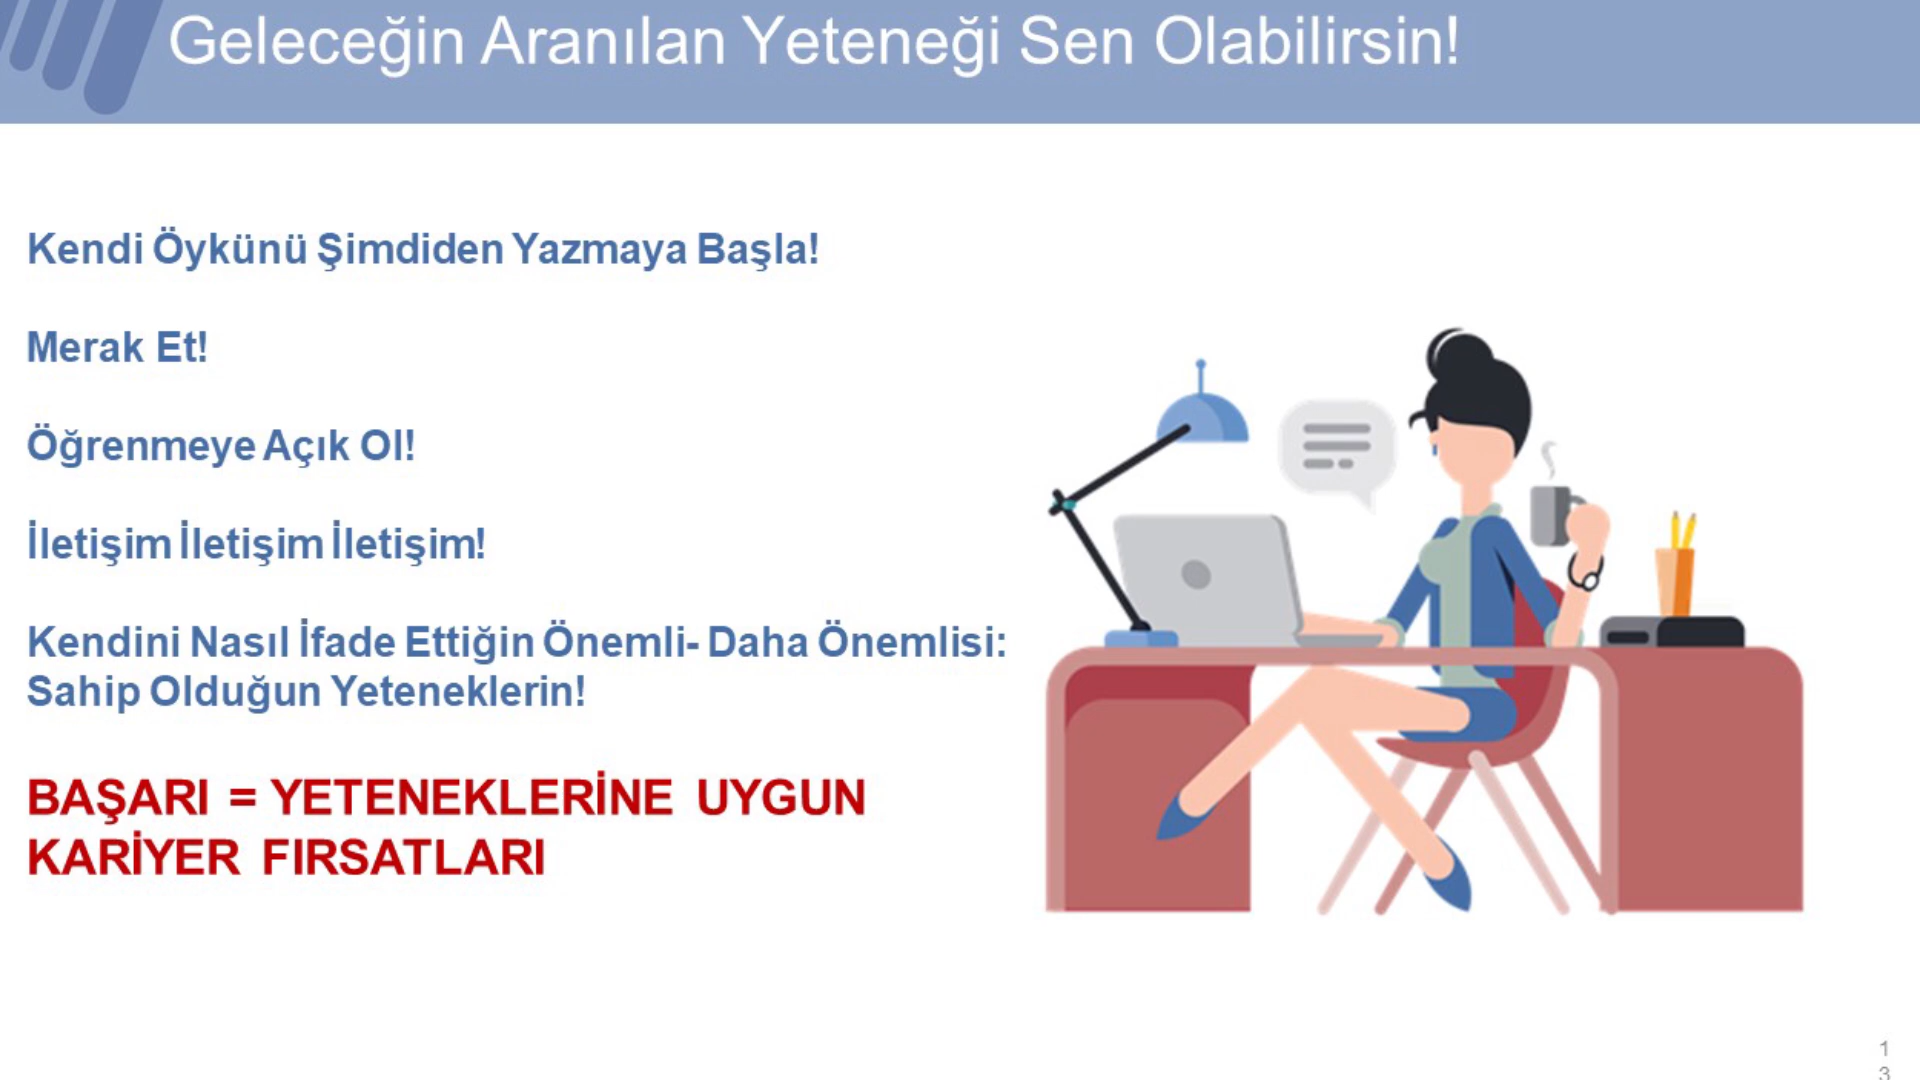 Geleceğin Aranılan Yeteneği Sen Olabilirsin!
Kendi Öykünü Şimdiden Yazmaya Başla!
Merak Et!
Öğrenmeye Açık Ol!
İletişim İletişim İletişim!
Kendini Nasıl İfade Ettiğin Önemli- Daha Önemlisi:
Sahip Olduğun Yeteneklerin!
BAŞARI = YETENEKLERİNE UYGUN
KARİYER FIRSATLARI
1
3